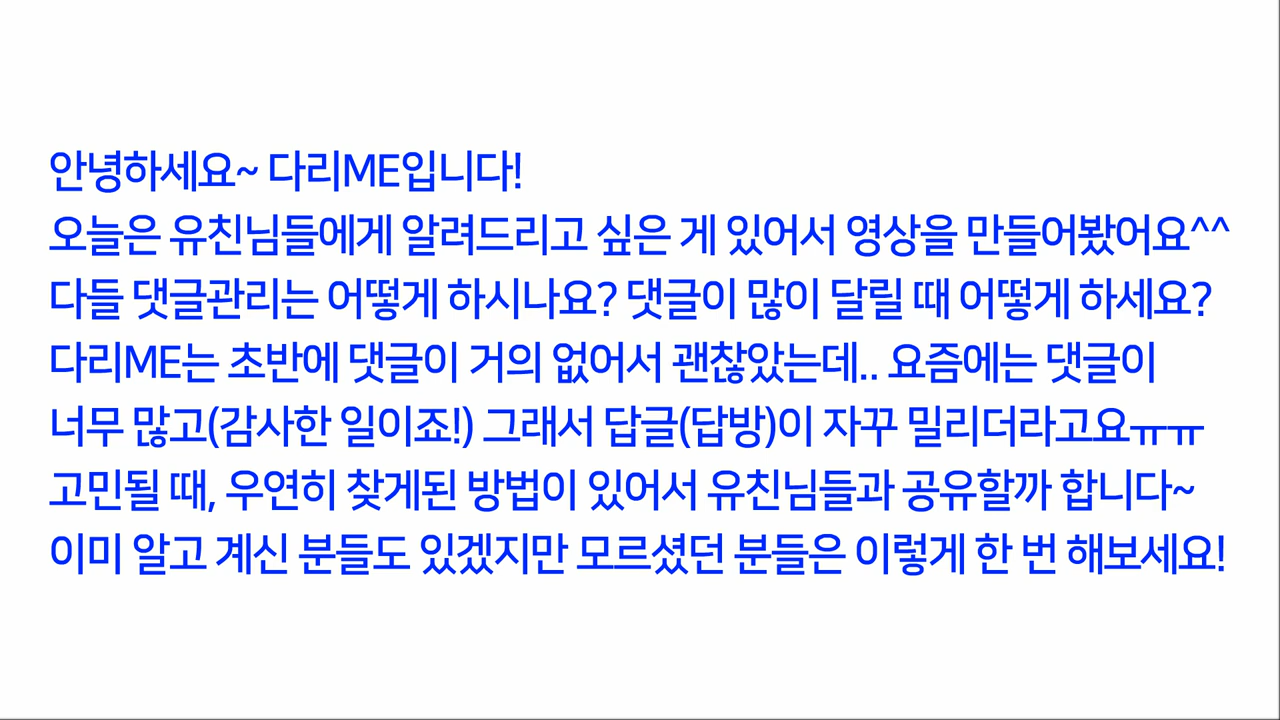 안녕하세요~ 다리ME입니다!
오늘은 유친님들에게 알려드리고 싶은 게 있어서 영상을 만들어봤어요^^
다들 댓글관리는 어떻게 하시나요? 댓글이 많이 달릴 때 어떻게 하세요?
다리ME는 초반에 댓글이 거의 없어서 괜찮았는데.. 요즘에는 댓글이
너무 많고(감사한 일이죠!) 그래서 답글(답방)이 자꾸 밀리더라고요ㅠㅠ
고민될 때, 우연히 찾게된 방법이 있어서 유친님들과 공유할까 합니다~
이미 알고 계신 분들도 있겠지만 모르셨던 분들은 이렇게 한 번 해보세요!